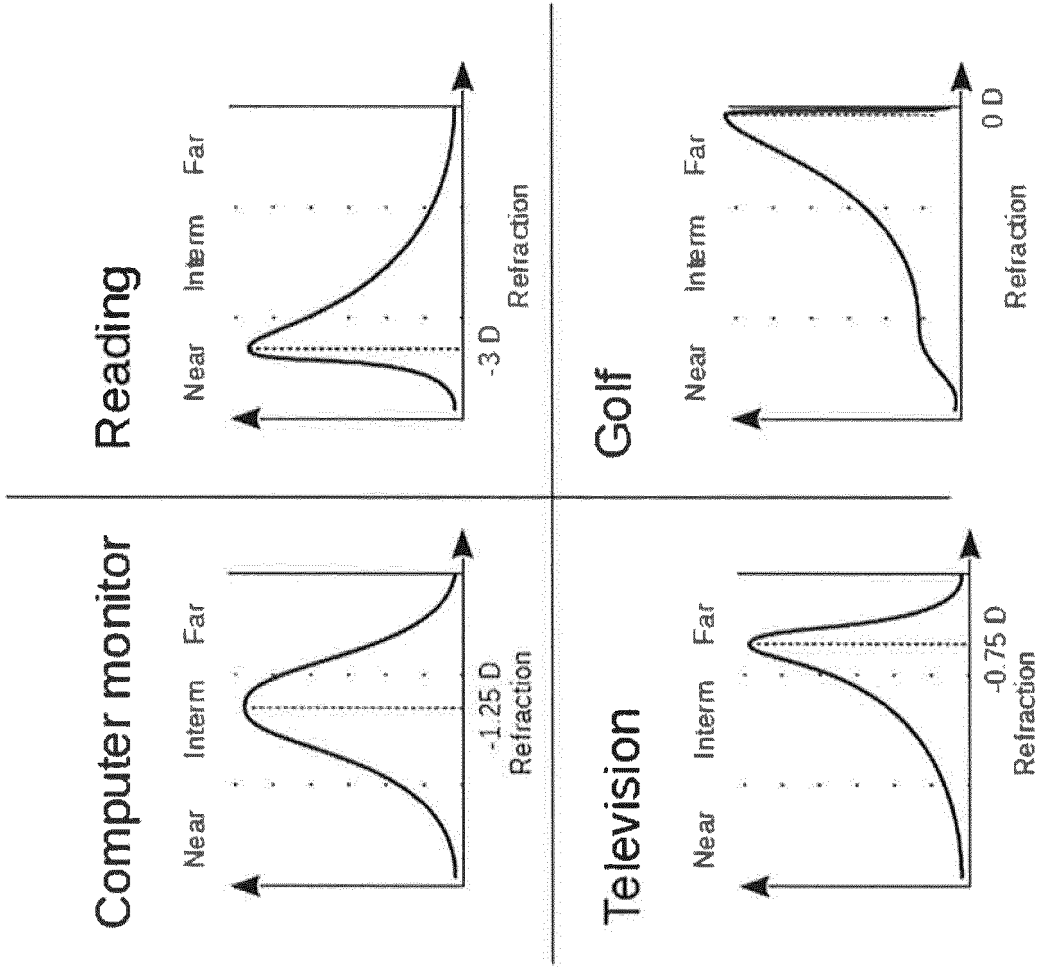 Computer monitor
Near Interm Far
-1.25 D
Refraction
Reading
Near Interm Far
-3 D
Refraction
Television
Near Interm Far
-0.75 D
Refraction
Golf
Near Interm Far
0 D
Refraction